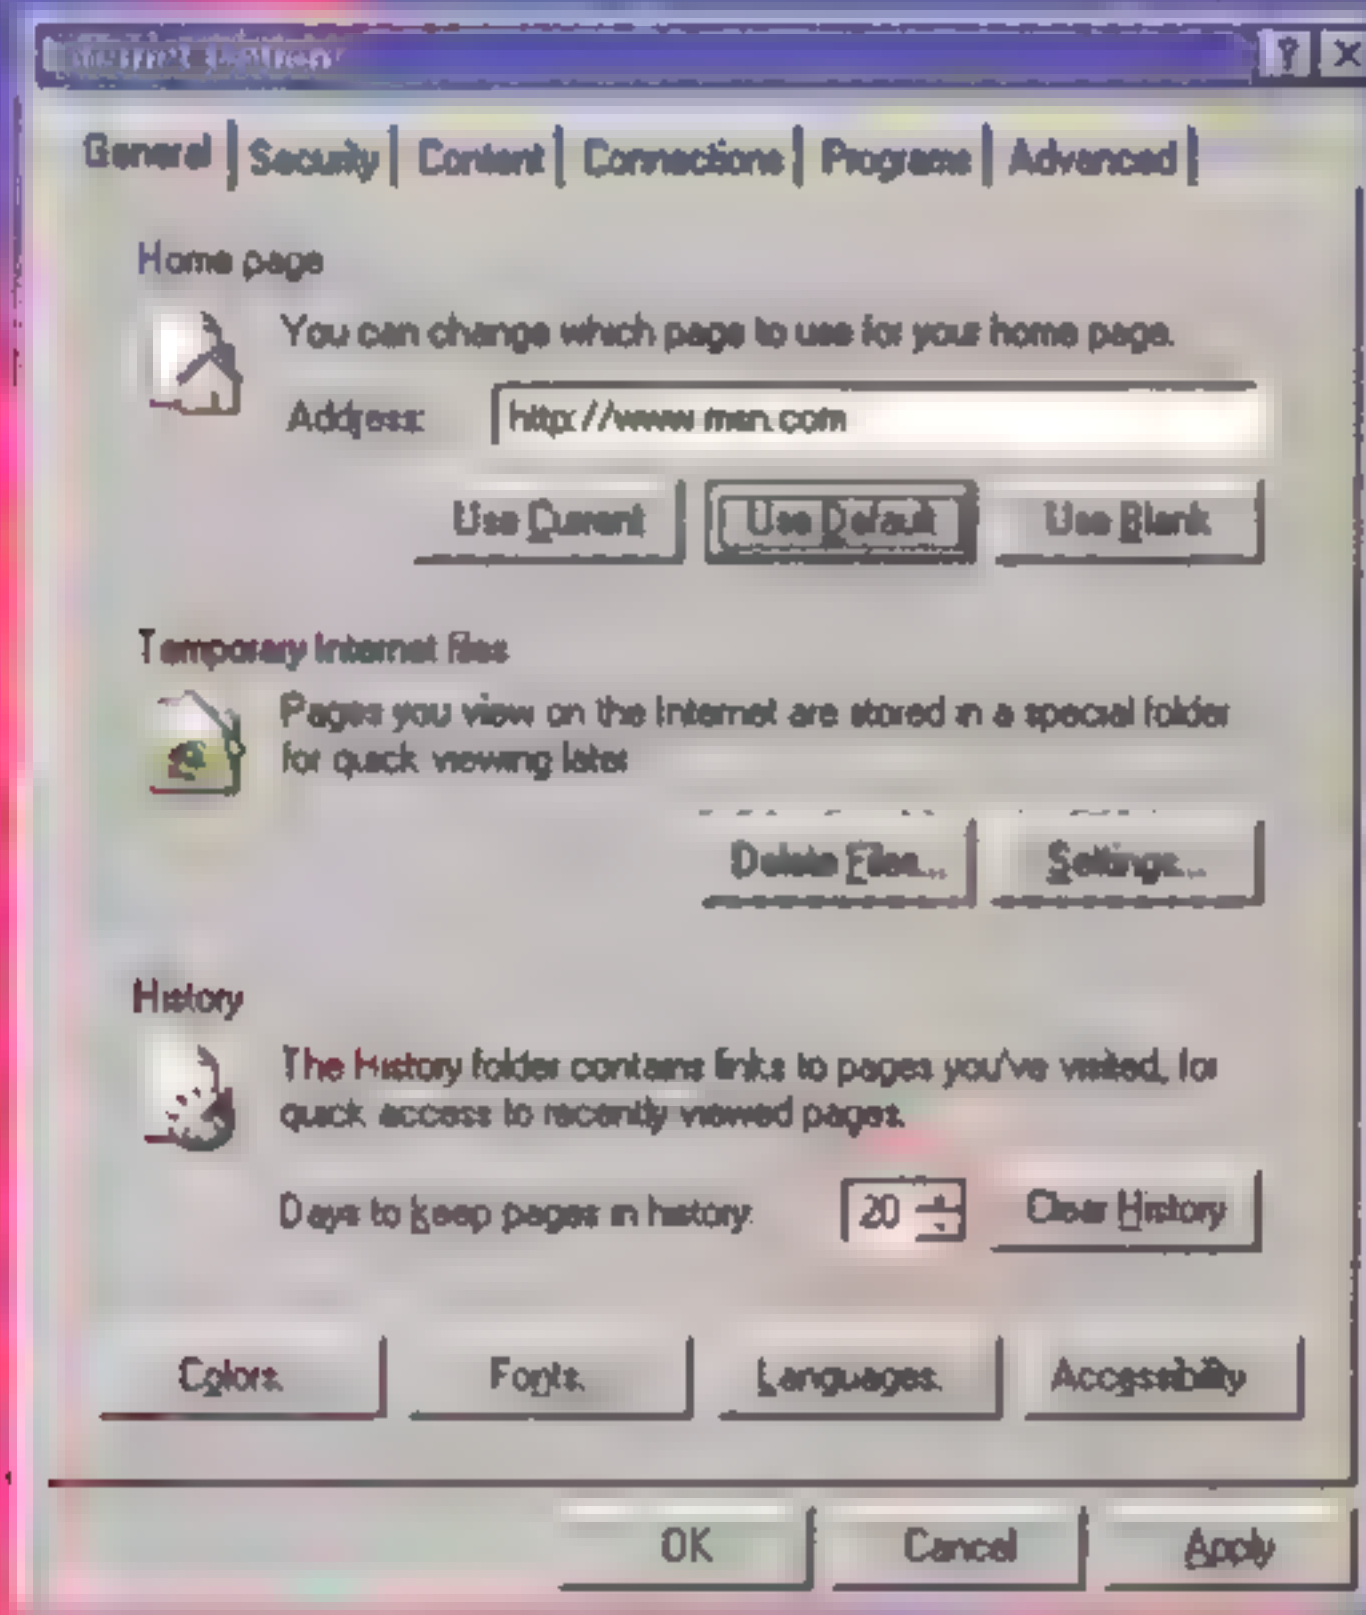 Internet Options
General Security Content Connections Programs Advanced
Home page
You can change which page to use for your home page.
Address: http://www.msn.com
Use Current Use Default Use Blank
Temporary Internet files
Pages you view on the Internet are stored in a special folder
for quick viewing later.
Delete Files... Settings...
History
The History folder contains links to pages you've visited, for
quick access to recently viewed pages.
Days to keep pages in history: 20 Clear History
Colors... Fonts... Languages... Accessibility...
OK Cancel Apply